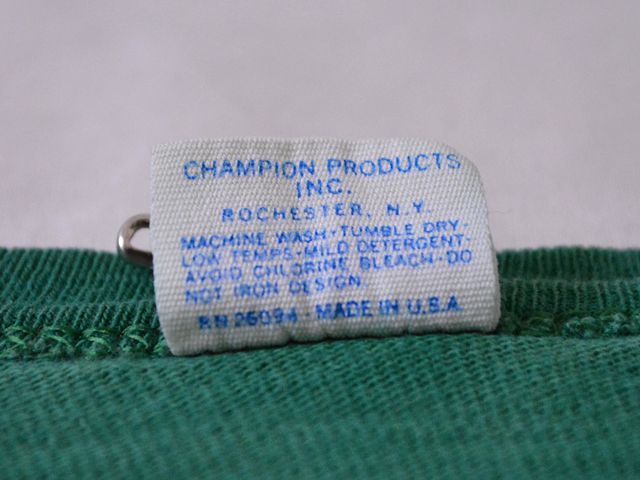 CHAMPION PRODUCTS
INC.
ROCHESTER, N.Y.
MACHINE WASH·TUMBLE DRY-
LOW TEMPS·MILD DETERGENT·
AVOID CHLORINE BLEACH·DO
NOT IRON DESIGN.
RN 26094 · MADE IN U.S.A.